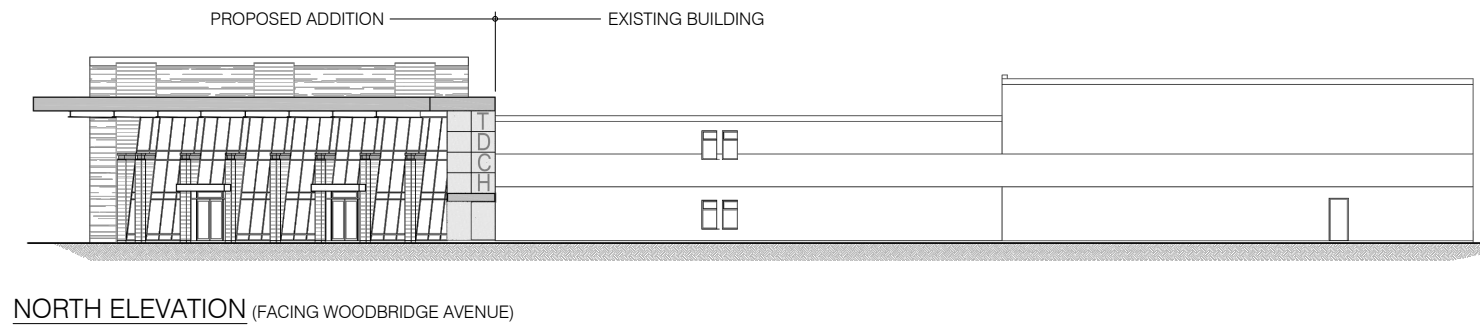 PROPOSED ADDITION
EXISTING BUILDING
T
D
C
H
NORTH ELEVATION (FACING WOODBRIDGE AVENUE)